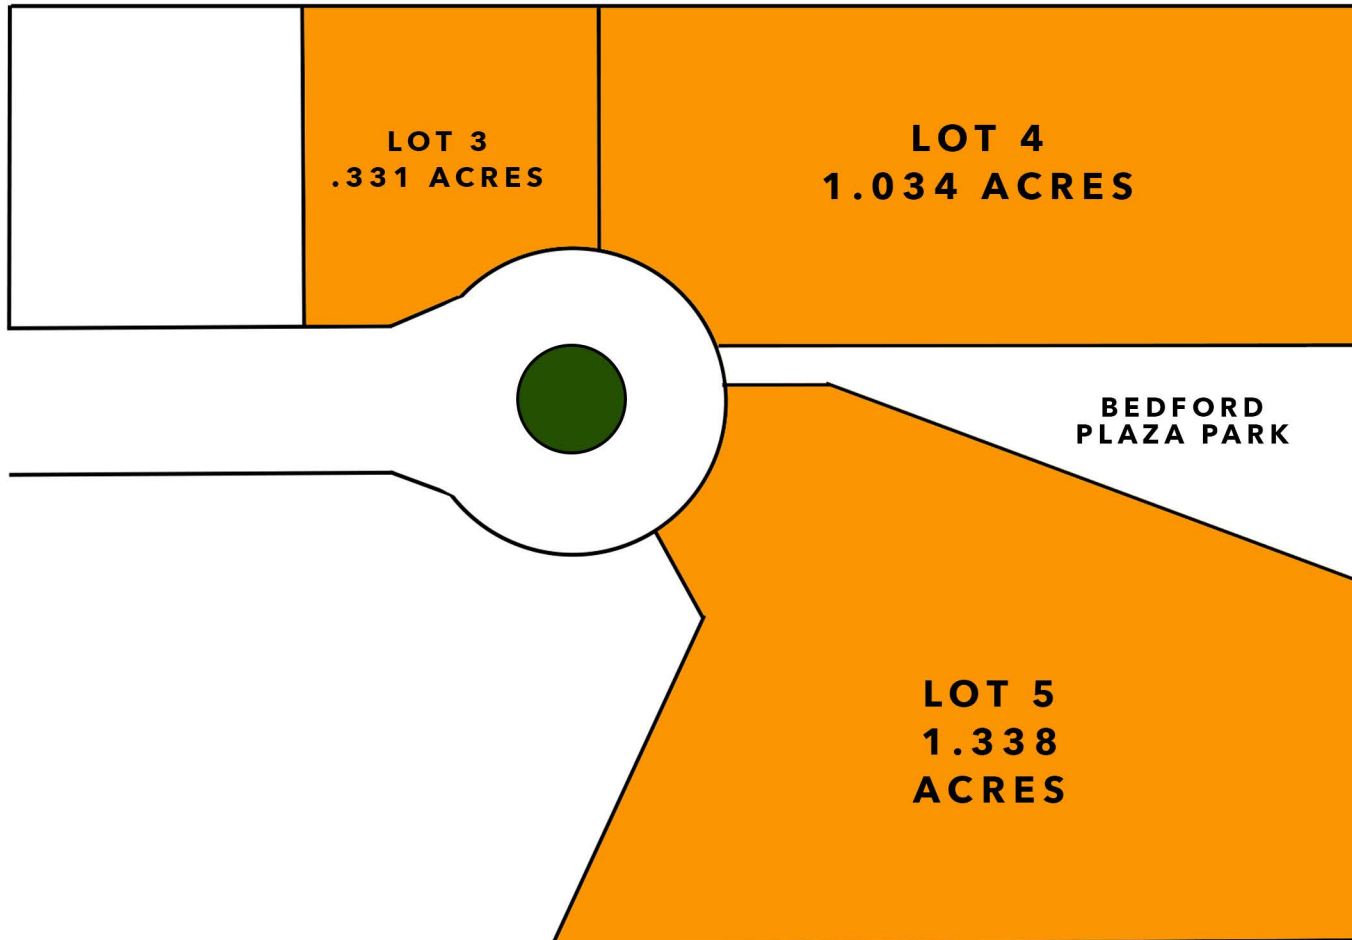 LOT 3
.331 ACRES
LOT 4
1.034 ACRES
BEDFORD
PLAZA PARK
LOT 5
1.338
ACRES